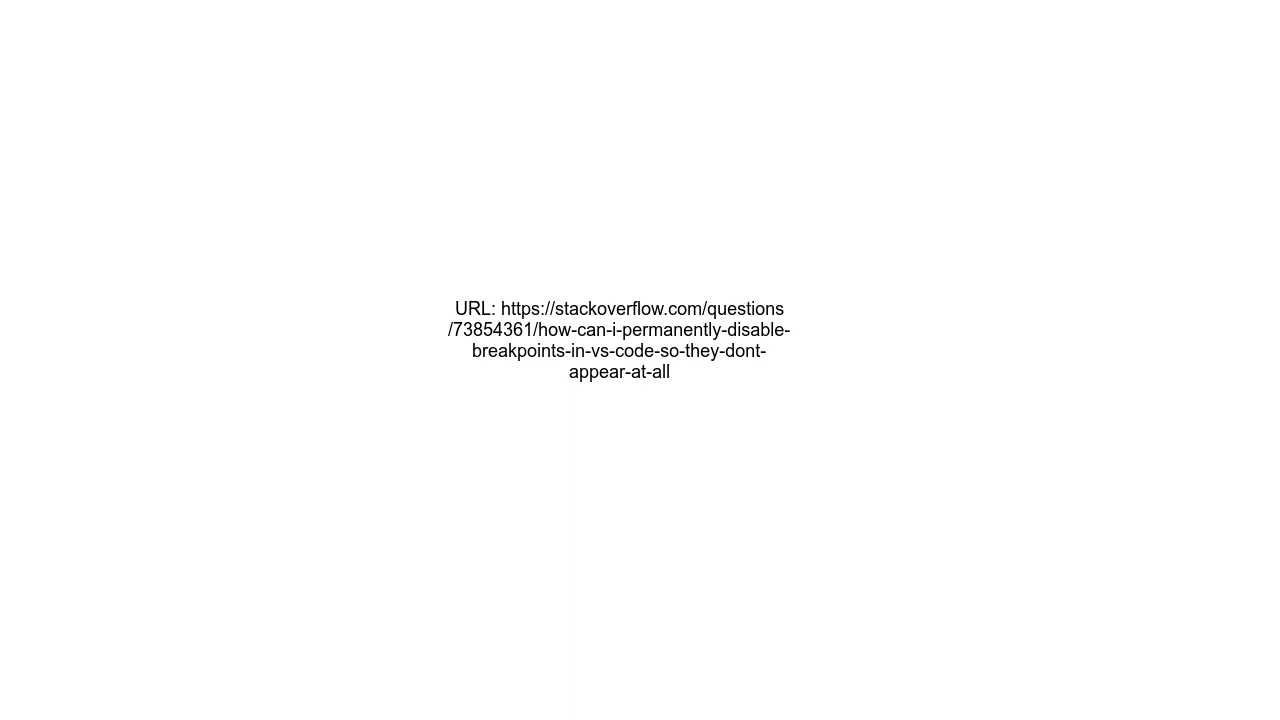 URL: https://stackoverflow.com/questions
/73854361/how-can-i-permanently-disable-
breakpoints-in-vs-code-so-they-dont-
appear-at-all